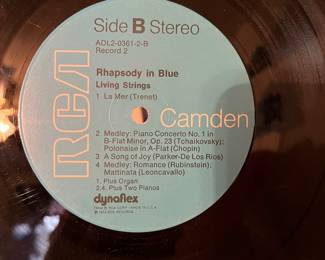 Side B Stereo
ADL2-0361-2-B
Record 2
Rhapsody in Blue
Living Strings
1 La Mer (Trenet)
RCA Camden
2 Medley: Piano Concerto No. 1 in
B-Flat Minor, Op. 23 (Tchaikovsky);
Polonaise in A-Flat (Chopin)
3 A Song of Joy (Parker-De Los Rios)
4 Medley: Romance (Rubinstein);
Mattinata (Leoncavallo)
1, Plus Organ
2,4, Plus Two Pianos
dynaflex